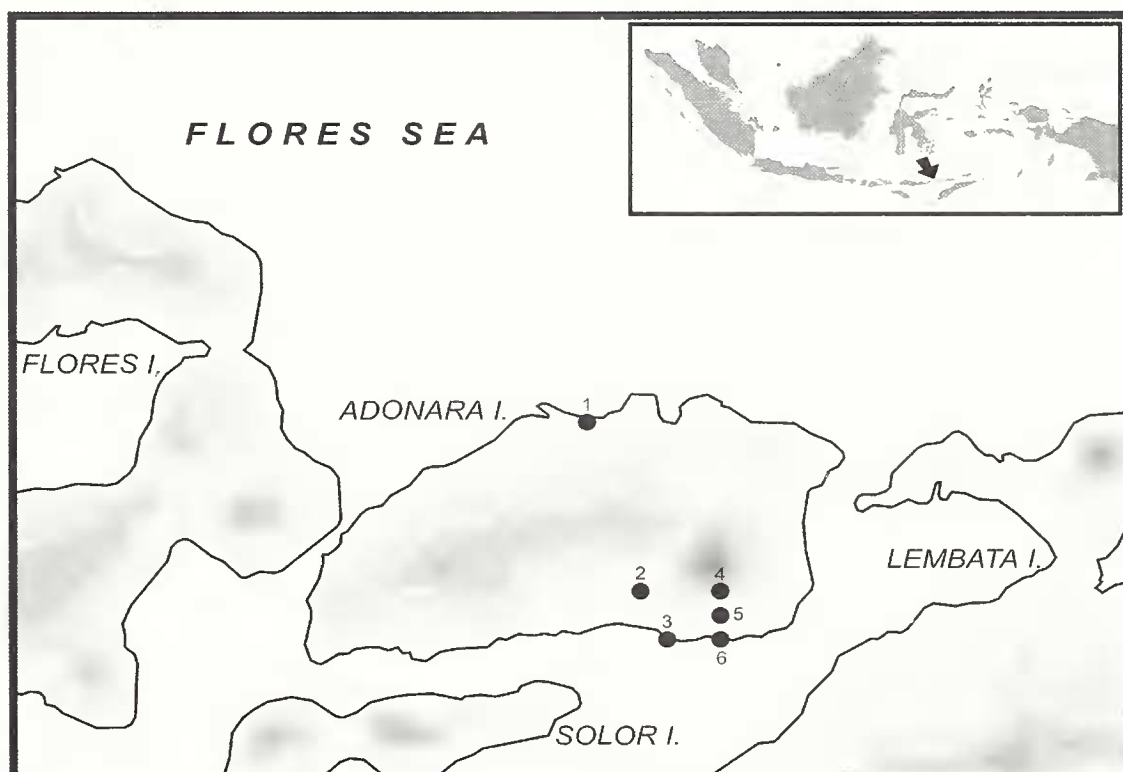 FLORES SEA
FLORES I.
ADONARA I.
1
LEMBATA I.
2
4
5
3
6
SOLOR I.